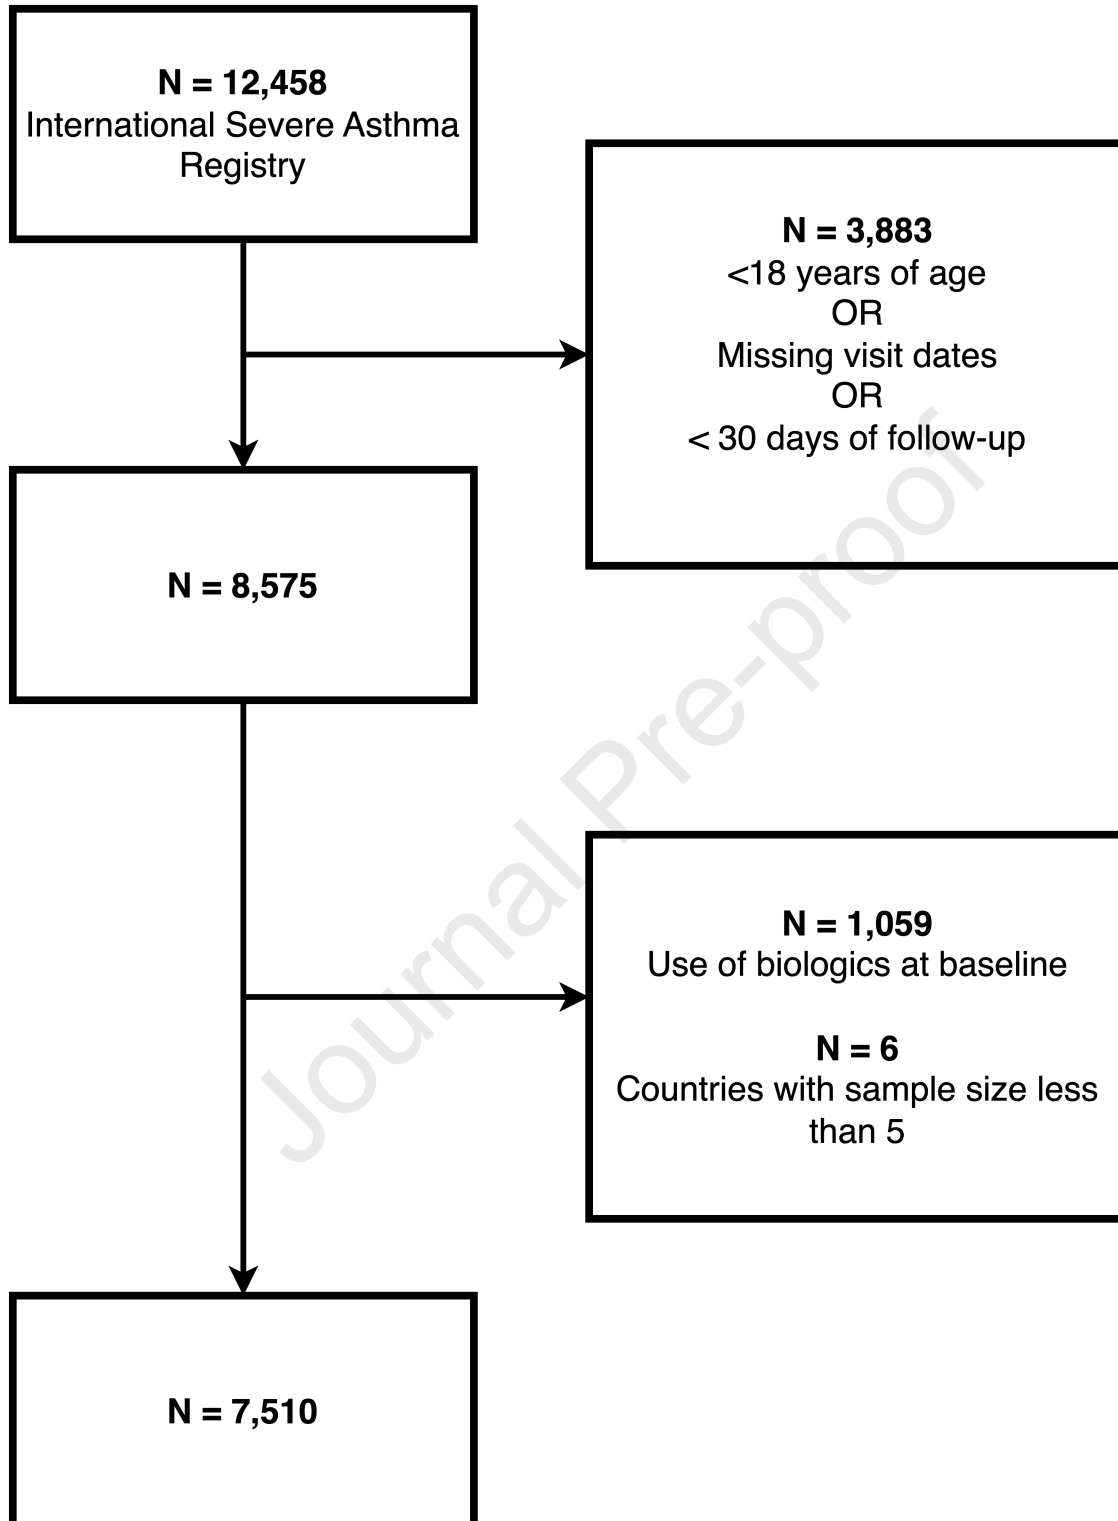 N = 12,458
International Severe Asthma
Registry
N = 3,883
<18 years of age
OR
Missing visit dates
OR
< 30 days of follow-up
N = 8,575
Journal Pre-proof
N = 1,059
Use of biologics at baseline
N = 6
Countries with sample size less
than 5
N = 7,510